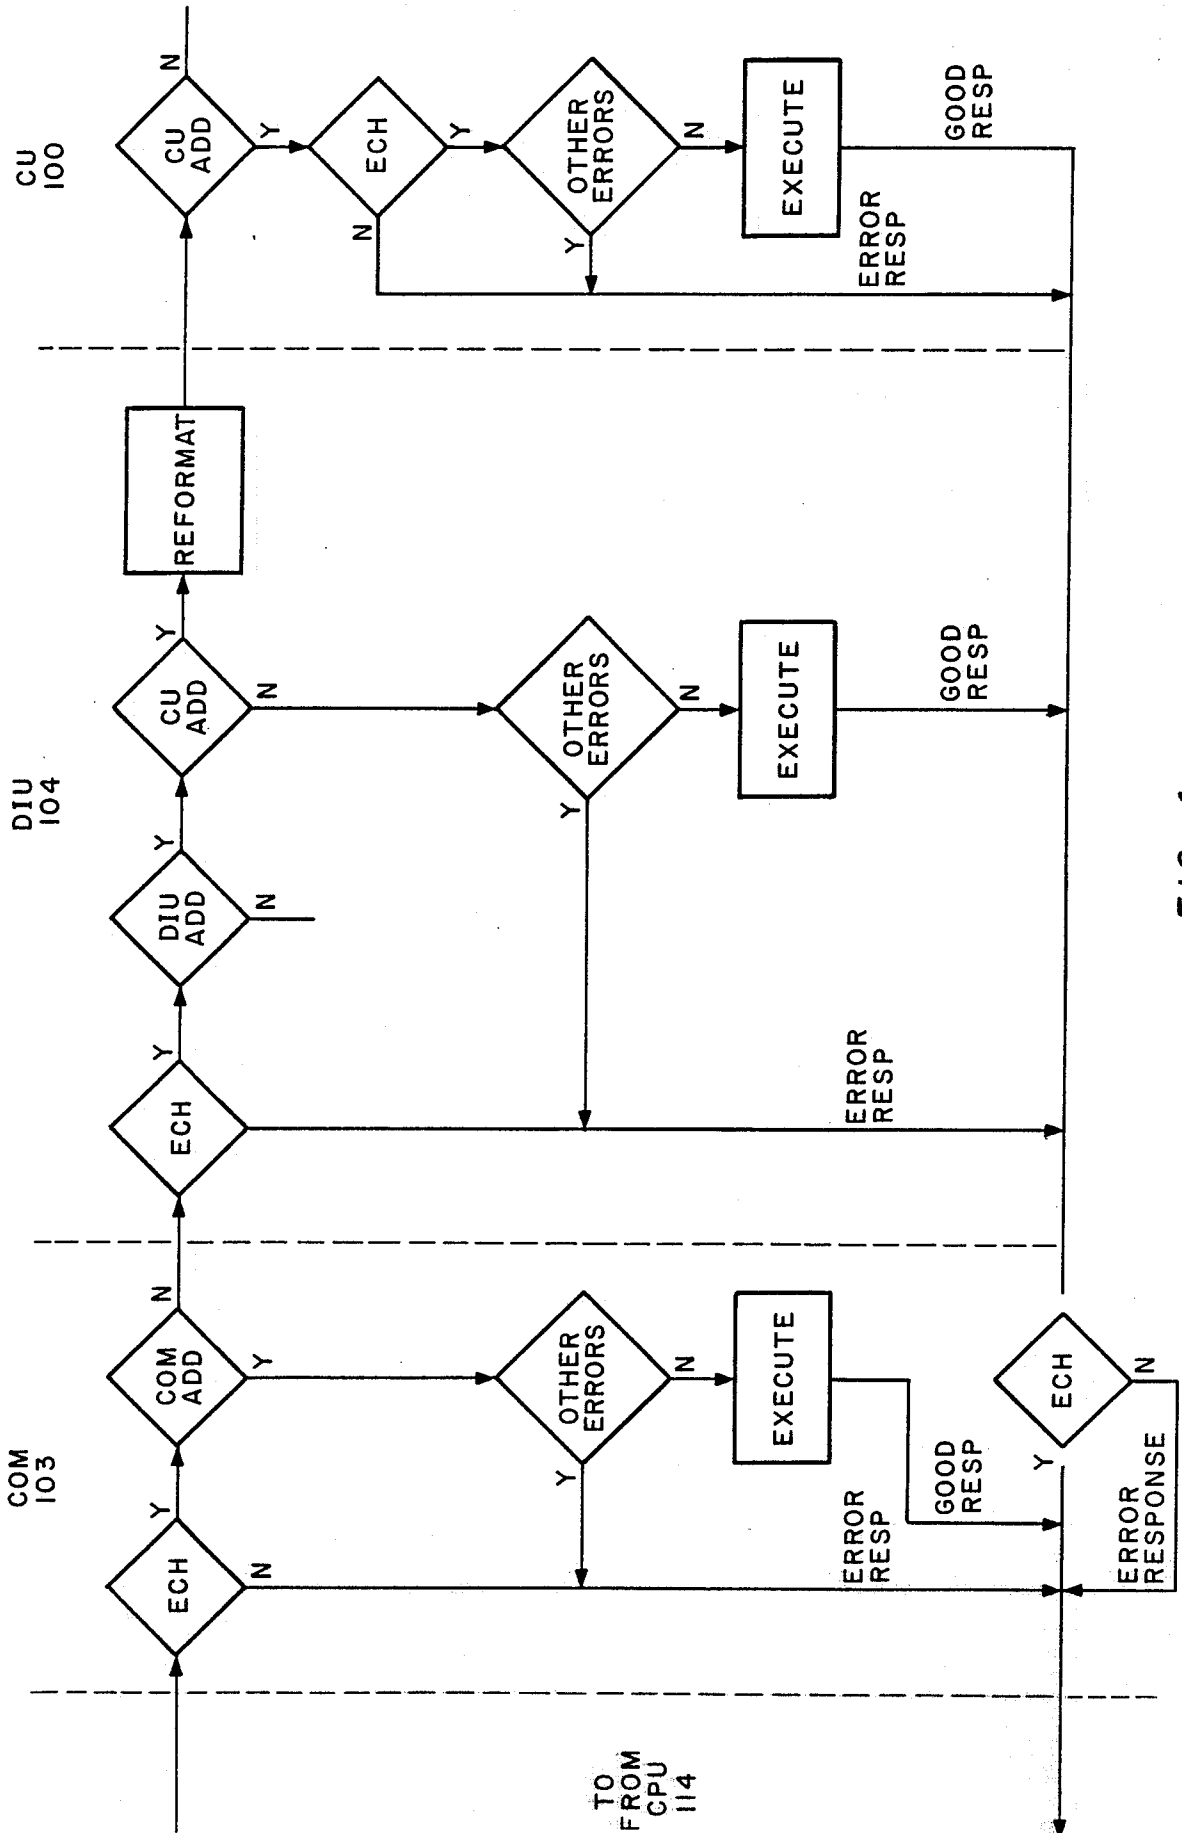 COM
103
DIU
104
CU
100
ECH
Y
N
COM
ADD
N
Y
ECH
Y
DIU
ADD
Y
N
CU
ADD
Y
N
REFORMAT
CU
ADD
N
Y
ECH
Y
N
OTHER
ERRORS
Y
N
OTHER
ERRORS
Y
N
OTHER
ERRORS
Y
N
EXECUTE
EXECUTE
EXECUTE
ERROR
RESP
GOOD
RESP
ERROR
RESP
GOOD
RESP
ERROR
RESP
GOOD
RESP
TO
FROM
CPU
114
ECH
Y
N
ERROR
RESPONSE